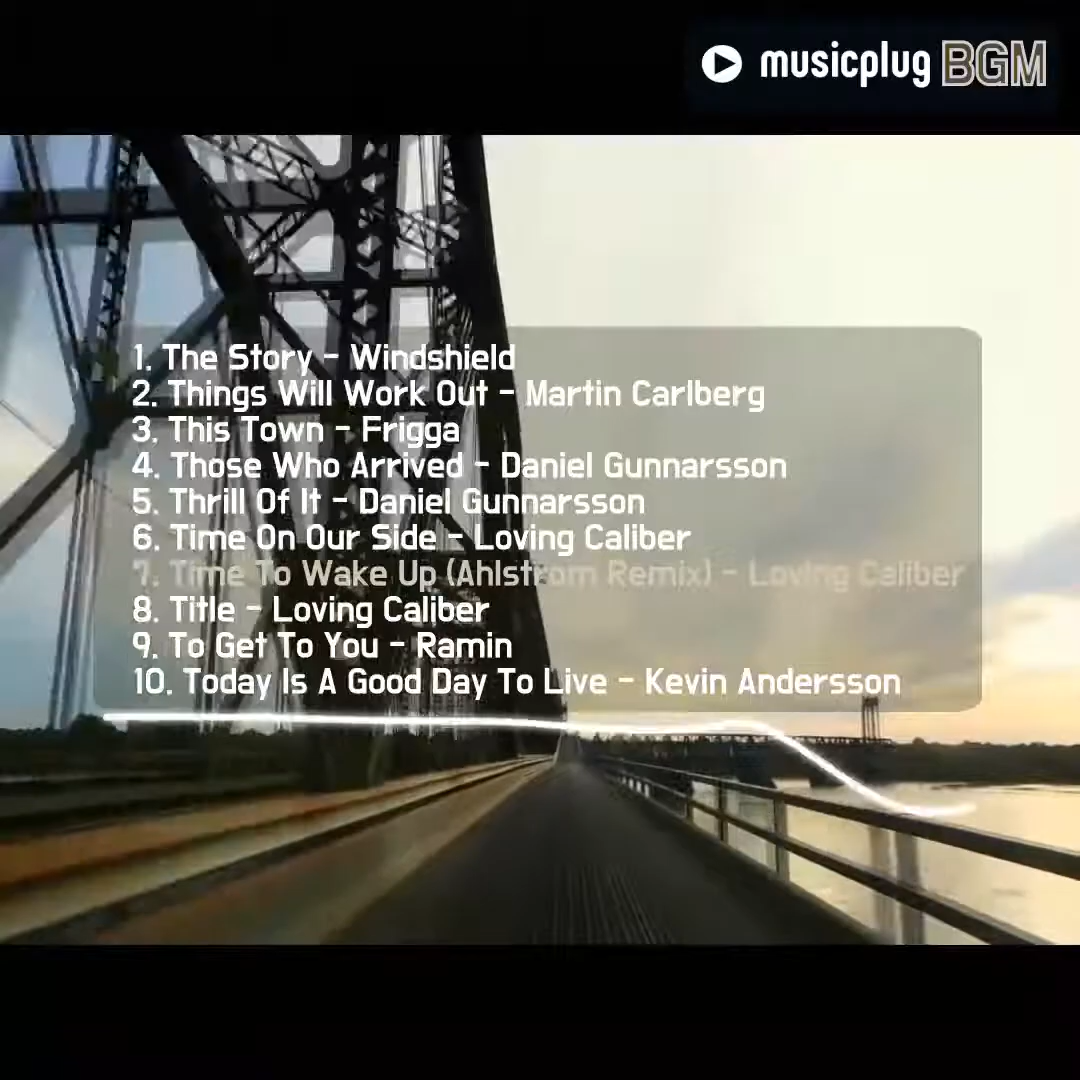 musicplug BGM
1. The Story - Windshield
2. Things Will Work Out - Martin Carlberg
3. This Town - Frigga
4. Those Who Arrived - Daniel Gunnarsson
5. Thrill Of It - Daniel Gunnarsson
6. Time On Our Side - Loving Caliber
7. Time To Wake Up (Ahlstrom Remix) - Loving Caliber
8. Title - Loving Caliber
9. To Get To You - Ramin
10. Today Is A Good Day To Live - Kevin Andersson